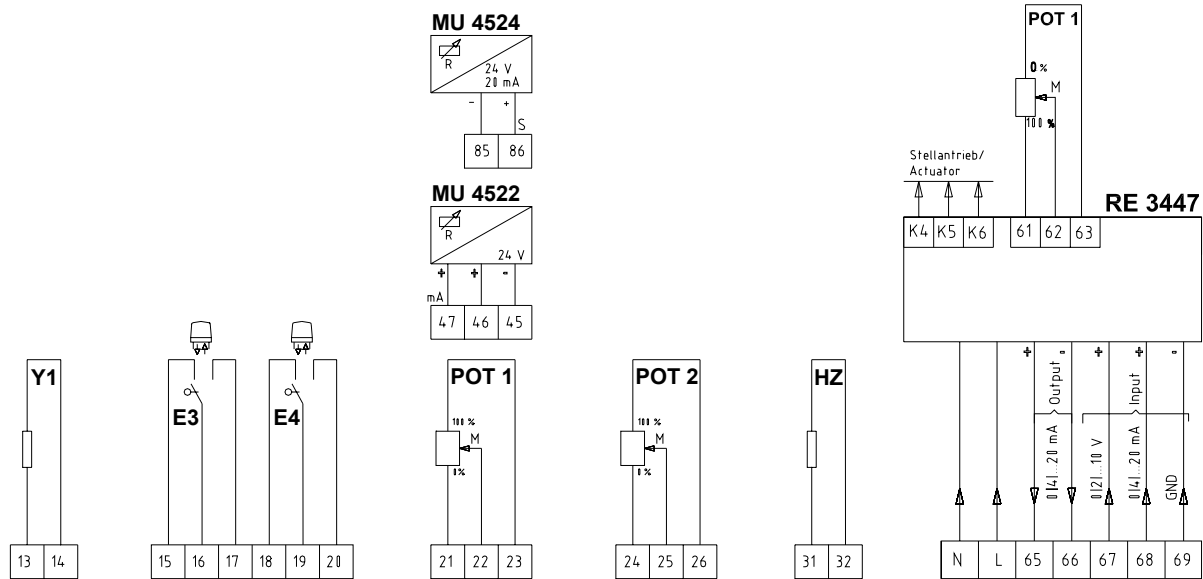 MU 4524
R
24 V
20 mA
- +
S
85 86
MU 4522
R
24 V
+ + -
mA
47 46 45
POT 1
0%
M
100 %
Stellantrieb/
Actuator
RE 3447
K4 K5 K6 61 62 63
+ - + + -
Output
Input
0(4)...20 mA
0(2)...10 V
0(4)...20 mA
GND
N L 65 66 67 68 69
Y1
13 14
E3
E4
15 16 17 18 19 20
POT 1
100 %
M
0%
21 22 23
POT 2
100 %
M
0%
24 25 26
HZ
31 32